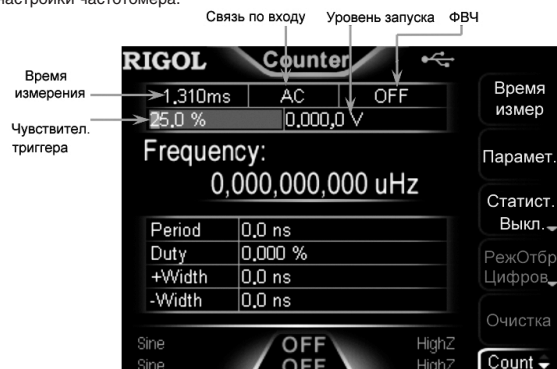 настройки частотомера.
Связь по входу Уровень запуска ФВЧ
Время
измерения
Чувствител.
триггера
RIGOL Counter
1.310ms AC OFF
25.0 % 0.000,0 V
Frequency:
0,000,000,000 uHz
Period 0.0 ns
Duty 0.000 %
+Width 0.0 ns
-Width 0.0 ns
Sine OFF HighZ
Sine OFF HighZ
Время
измер
Парамет.
Статист.
Выкл.
РежОтбр
Цифров.
Очистка
Count